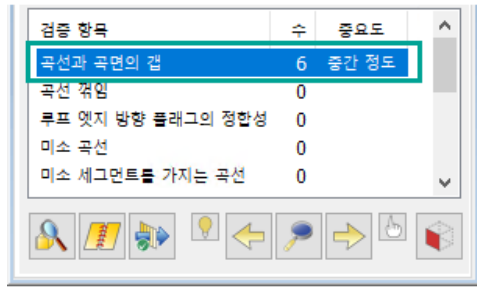 검증 항목 수 중요도
곡선과 곡면의 갭 6 중간 정도
곡선 꺾임 0
루프 엣지 방향 플래그의 정합성 0
미소 곡선 0
미소 세그먼트를 가지는 곡선 0